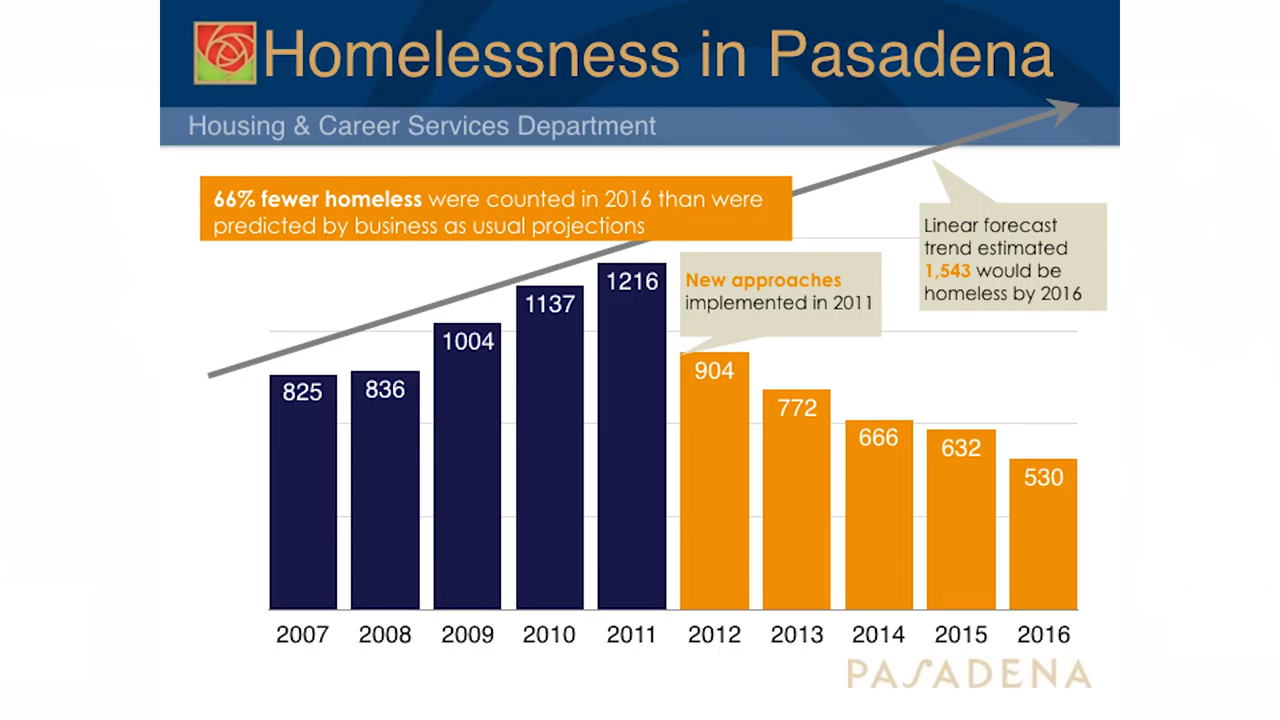 Homelessness in Pasadena
Housing & Career Services Department
66% fewer homeless were counted in 2016 than were
predicted by business as usual projections
Linear forecast
trend estimated
1,543 would be
homeless by 2016
New approaches
implemented in 2011
825
836
1004
1137
1216
904
772
666
632
530
2007
2008
2009
2010
2011
2012
2013
2014
2015
2016
PASADENA